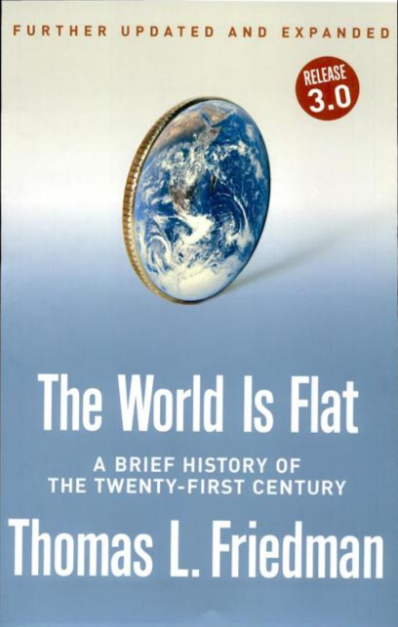 FURTHER UPDATED AND EXPANDED
RELEASE
3.0
The World Is Flat
A BRIEF HISTORY OF
THE TWENTY-FIRST CENTURY
Thomas L. Friedman